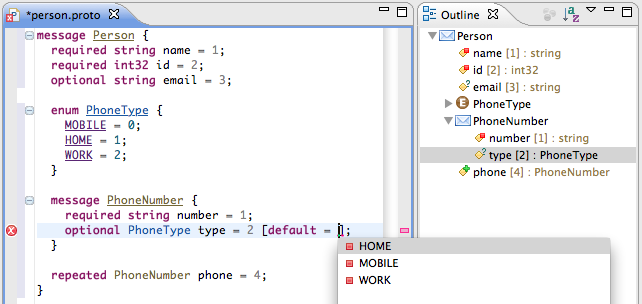 *person.proto
message Person {
required string name = 1;
required int32 id = 2;
optional string email = 3;
enum PhoneType {
MOBILE = 0;
HOME = 1;
WORK = 2;
}
message PhoneNumber {
required string number = 1;
optional PhoneType type = 2 [default = ];
}
repeated PhoneNumber phone = 4;
}
HOME
MOBILE
WORK
Outline
Person
name [1] : string
id [2] : int32
email [3] : string
E PhoneType
PhoneNumber
number [1] : string
type [2] : PhoneType
phone [4] : PhoneNumber